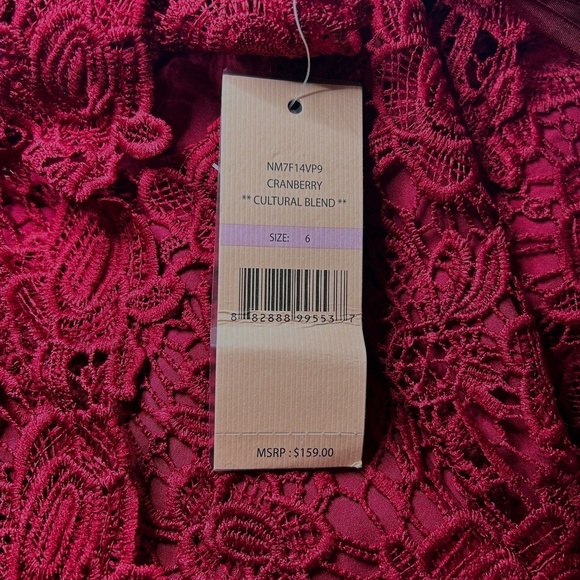 NM7F14VP9
CRANBERRY
** CULTURAL BLEND **
SIZE: 6
8 82888 99553 7
MSRP : $159.00